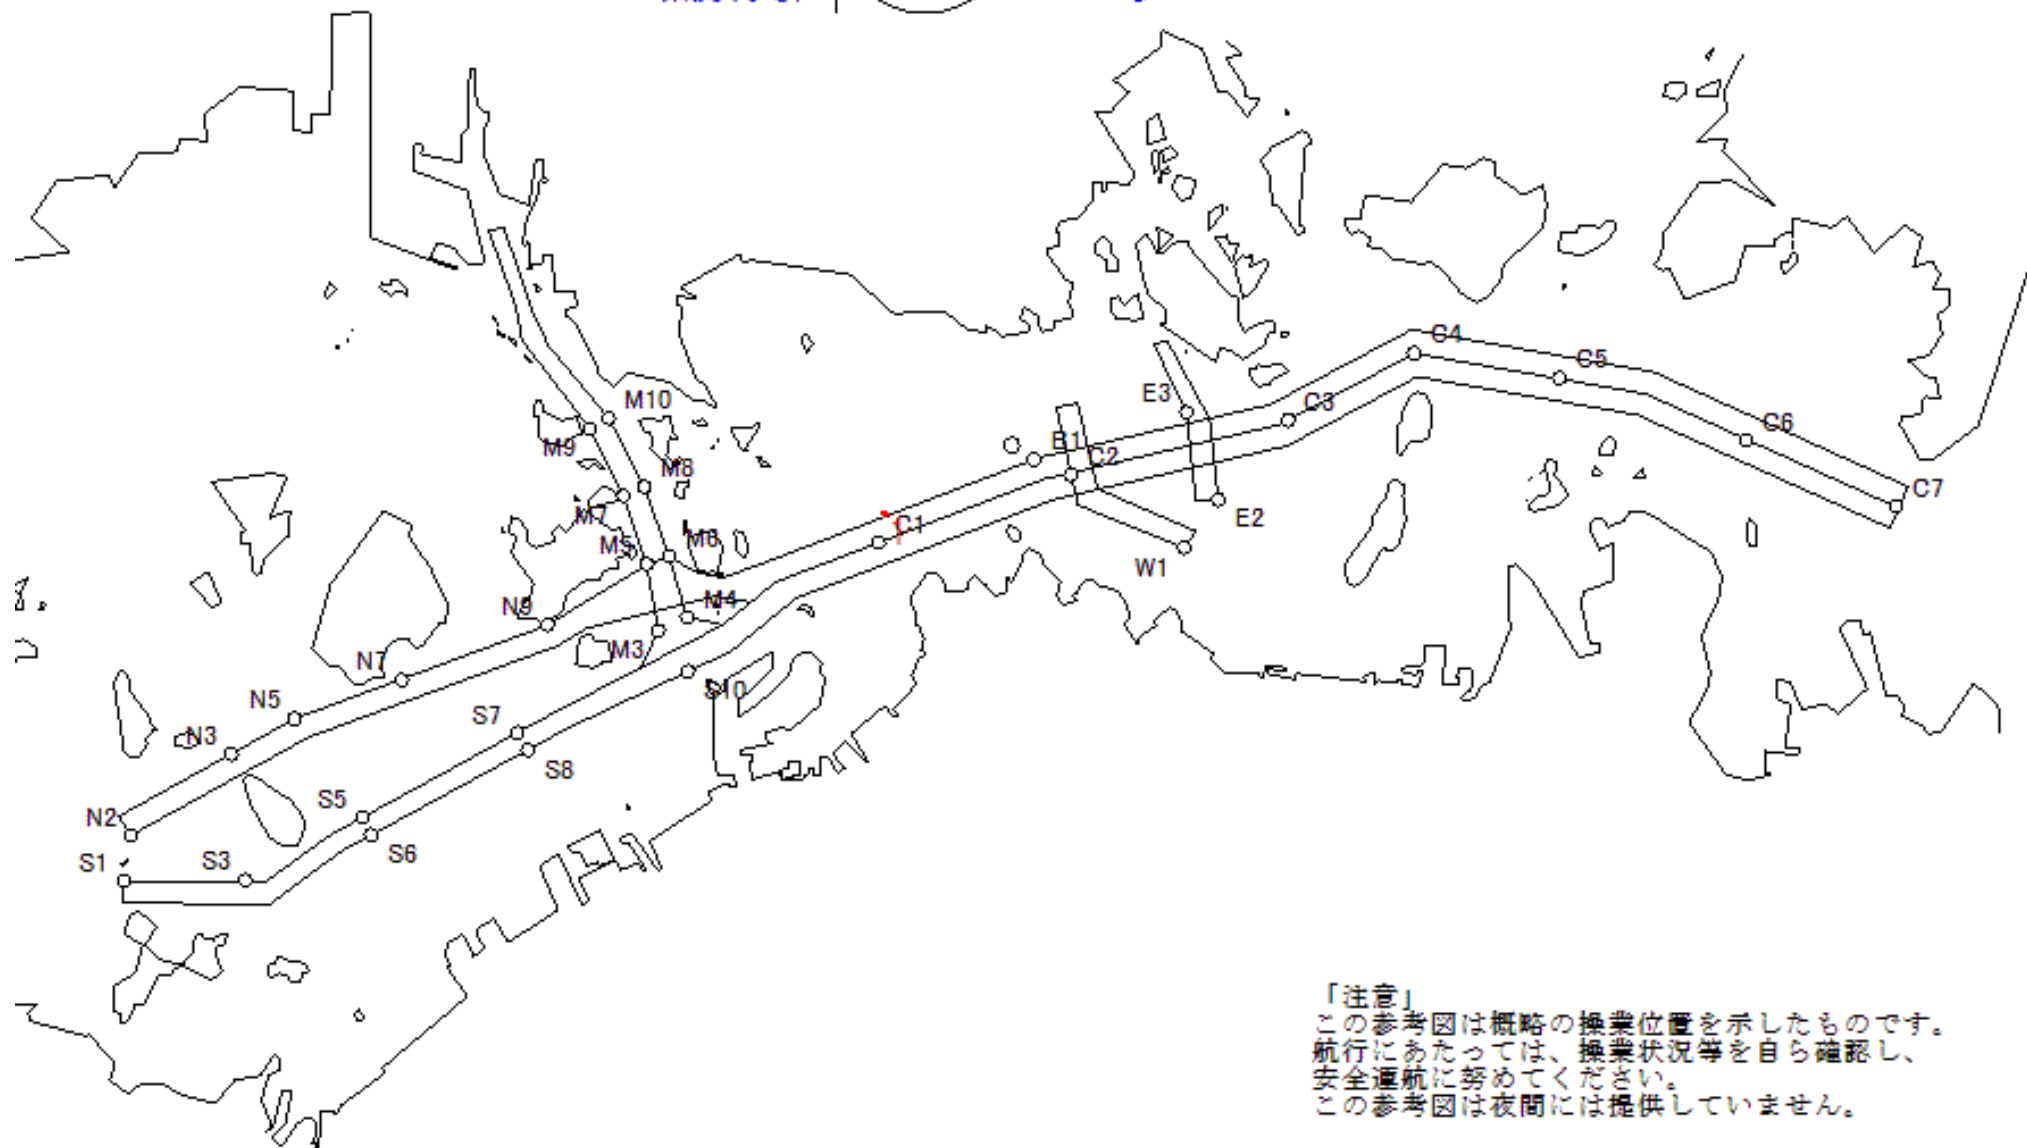 C4
C5
E3
M10
C3
C6
M9
B1
C2
M8
C7
E2
M7
C1
M5
M6
W1
N9
M4
M3
N7
S10
N5
S7
N3
S8
S5
N2
S6
S1
S3
「注意」
この参考図は概略の操業位置を示したものです。
航行にあたっては、操業状況等を自ら確認し、
安全運航に努めてください。
この参考図は夜間には提供していません。